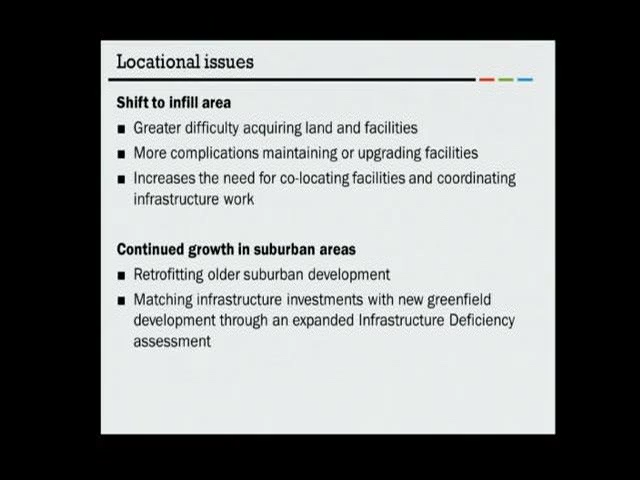 Locational issues
Shift to infill area
■ Greater difficulty acquiring land and facilities
■ More complications maintaining or upgrading facilities
■ Increases the need for co-locating facilities and coordinating
infrastructure work
Continued growth in suburban areas
■ Retrofitting older suburban development
■ Matching infrastructure investments with new greenfield
development through an expanded Infrastructure Deficiency
assessment